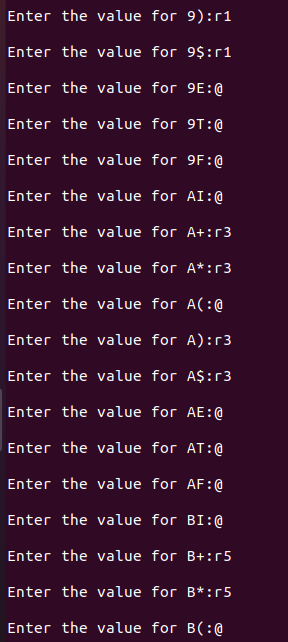 Enter the value for 9):r1
Enter the value for 9$:r1
Enter the value for 9E:@
Enter the value for 9T:@
Enter the value for 9F:@
Enter the value for AI:@
Enter the value for A+:r3
Enter the value for A*:r3
Enter the value for A(:@
Enter the value for A):r3
Enter the value for A$:r3
Enter the value for AE:@
Enter the value for AT:@
Enter the value for AF:@
Enter the value for BI:@
Enter the value for B+:r5
Enter the value for B*:r5
Enter the value for B(:@